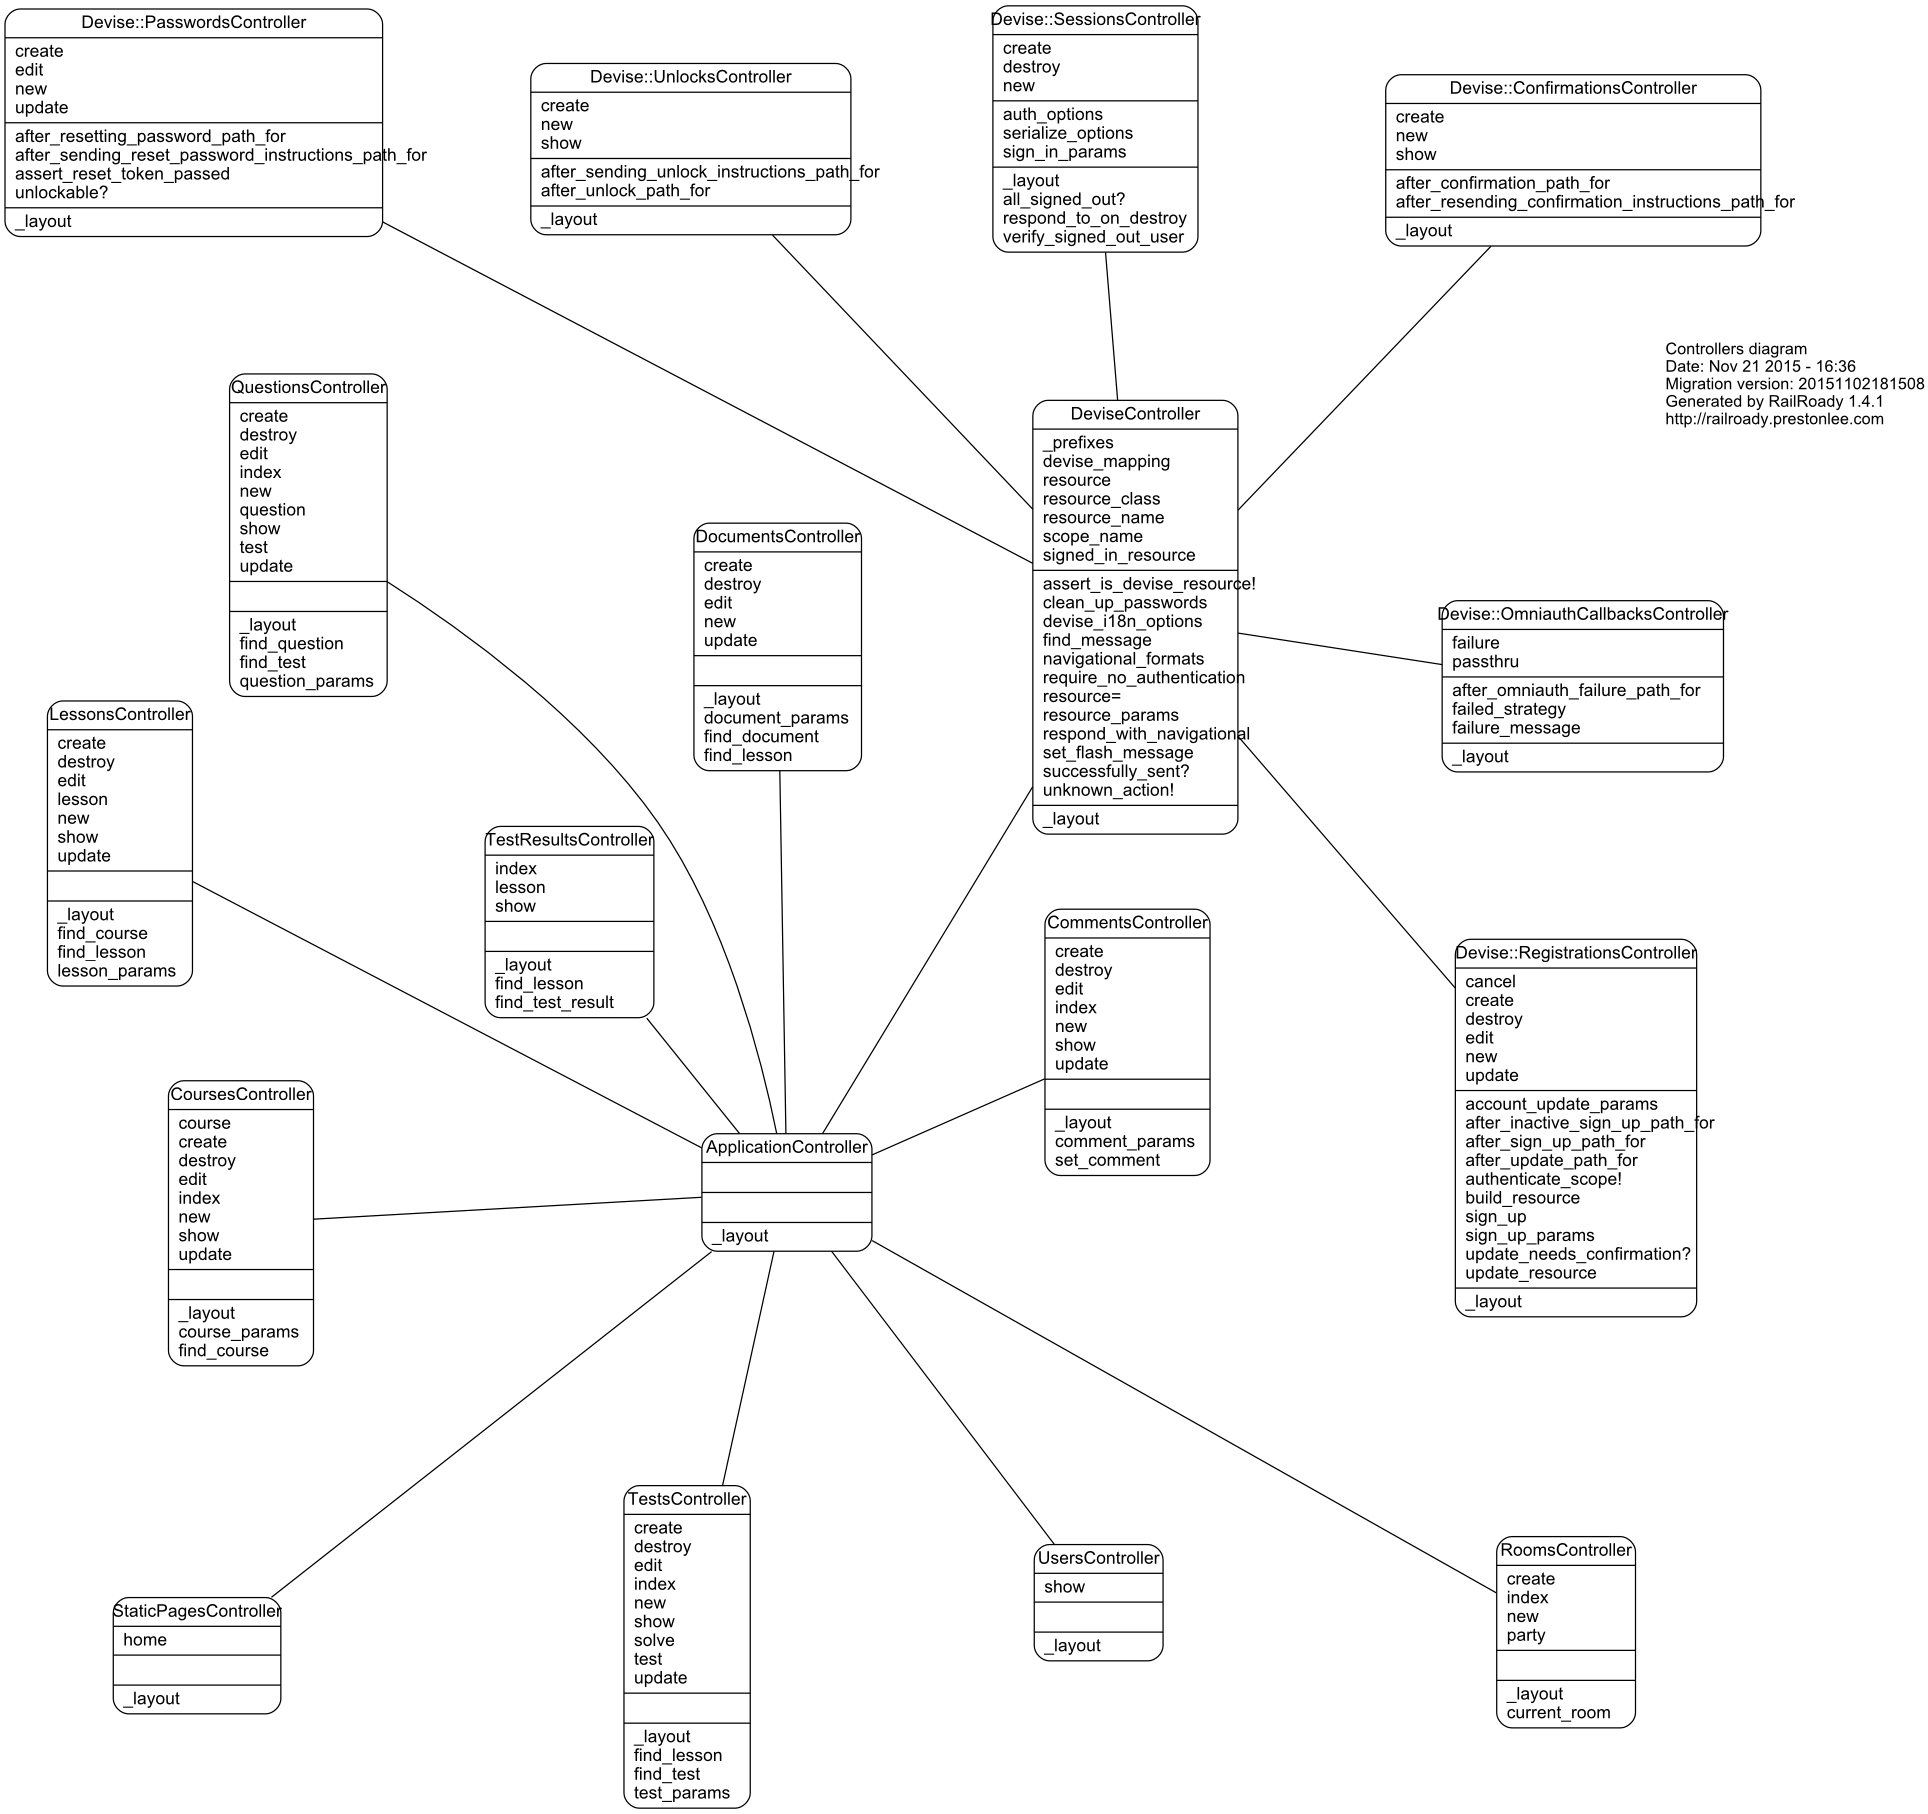 Devise::PasswordsController
create
edit
new
update
after_resetting_password_path_for
after_sending_reset_password_instructions_path_for
assert_reset_token_passed
unlockable?
_layout
Devise::UnlocksController
create
new
show
after_sending_unlock_instructions_path_for
after_unlock_path_for
_layout
Devise::SessionsController
create
destroy
new
auth_options
serialize_options
sign_in_params
_layout
all_signed_out?
respond_to_on_destroy
verify_signed_out_user
Devise::ConfirmationsController
create
new
show
after_confirmation_path_for
after_resending_confirmation_instructions_path_for
_layout
Controllers diagram
Date: Nov 21 2015 - 16:36
Migration version: 20151102181508
Generated by RailRoady 1.4.1
http://railroady.prestonlee.com
QuestionsController
create
destroy
edit
index
new
question
show
test
update
_layout
find_question
find_test
question_params
DocumentsController
create
destroy
edit
new
update
_layout
document_params
find_document
find_lesson
DeviseController
_prefixes
devise_mapping
resource
resource_class
resource_name
scope_name
signed_in_resource
assert_is_devise_resource!
clean_up_passwords
devise_i18n_options
find_message
navigational_formats
require_no_authentication
resource=
resource_params
respond_with_navigational
set_flash_message
successfully_sent?
unknown_action!
_layout
Devise::OmniauthCallbacksController
failure
passthru
after_omniauth_failure_path_for
failed_strategy
failure_message
_layout
LessonsController
create
destroy
edit
lesson
new
show
update
_layout
find_course
find_lesson
lesson_params
TestResultsController
index
lesson
show
_layout
find_lesson
find_test_result
CommentsController
create
destroy
edit
index
new
show
update
_layout
comment_params
set_comment
Devise::RegistrationsController
cancel
create
destroy
edit
new
update
account_update_params
after_inactive_sign_up_path_for
after_sign_up_path_for
after_update_path_for
authenticate_scope!
build_resource
sign_up
sign_up_params
update_needs_confirmation?
update_resource
_layout
CoursesController
course
create
destroy
edit
index
new
show
update
_layout
course_params
find_course
ApplicationController
_layout
StaticPagesController
home
_layout
TestsController
create
destroy
edit
index
new
show
solve
test
update
_layout
find_lesson
find_test
test_params
UsersController
show
_layout
RoomsController
create
index
new
party
_layout
current_room